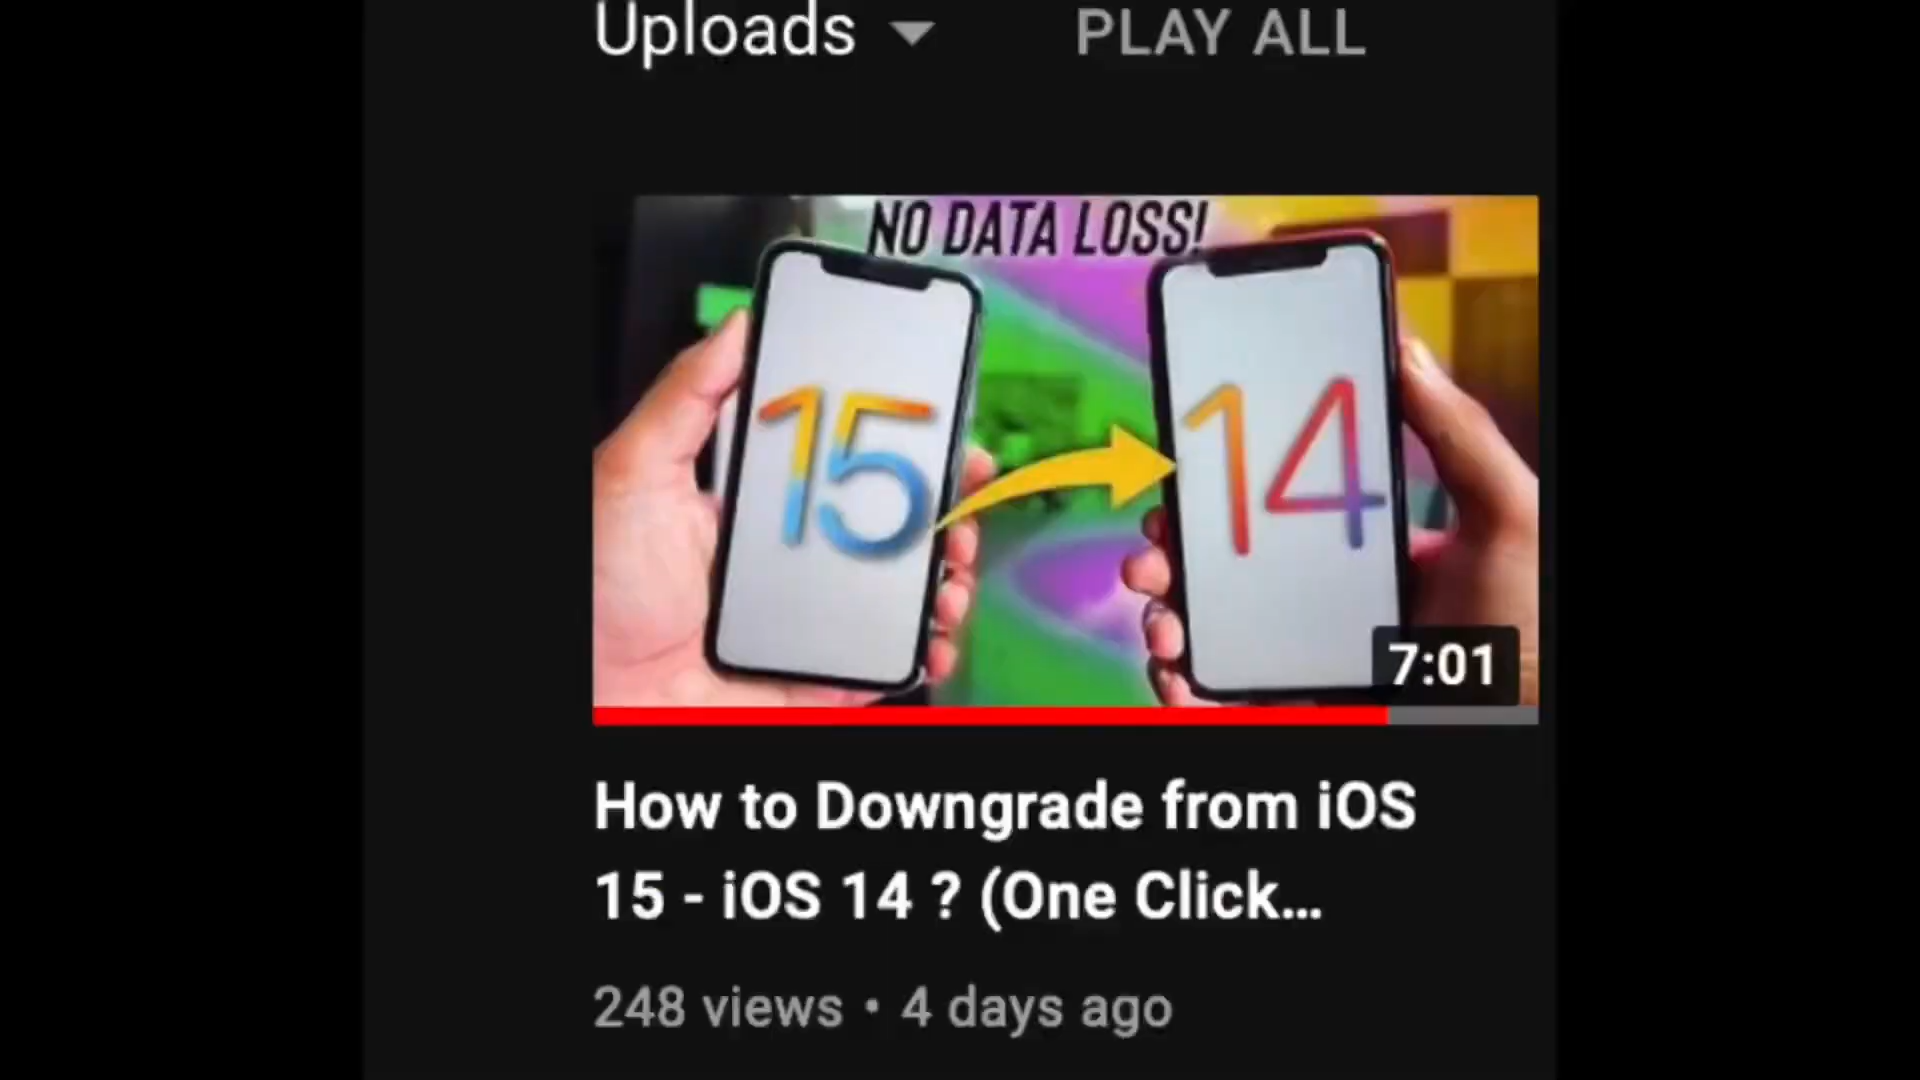 Uploads PLAY ALL
NO DATA LOSS!
15 14
7:01
How to Downgrade from iOS
15 - iOS 14 ? (One Click...
248 views • 4 days ago